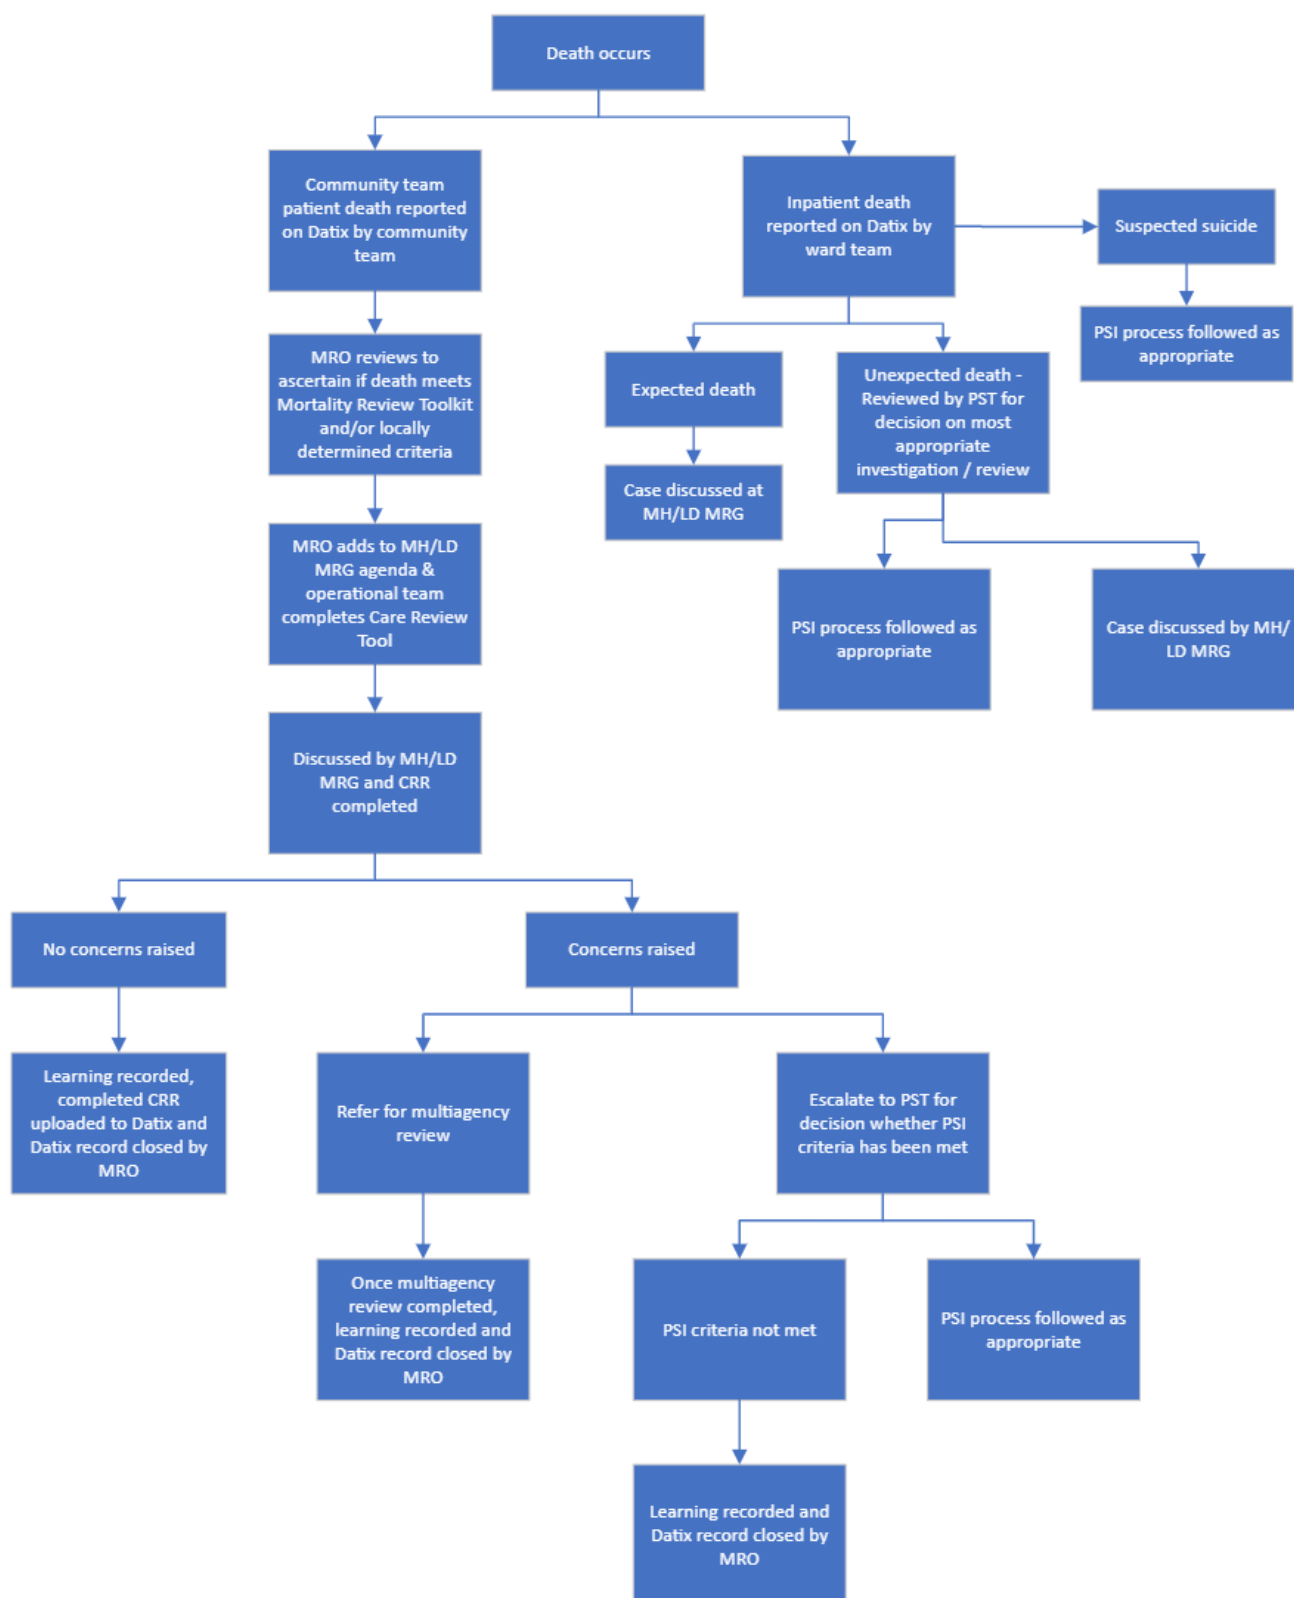 Death occurs
Community team
patient death reported
on Datix by community
team
Inpatient death
reported on Datix by
ward team
Suspected suicide
PSI process followed as
appropriate
MRO reviews to
ascertain if death meets
Mortality Review Toolkit
and/or locally
determined criteria
Expected death
Unexpected death -
Reviewed by PST for
decision on most
appropriate
investigation / review
Case discussed at
MH/LD MRG
MRO adds to MH/LD
MRG agenda &
operational team
completes Care Review
Tool
PSI process followed as
appropriate
Case discussed by MH/
LD MRG
Discussed by MH/LD
MRG and CRR
completed
No concerns raised
Concerns raised
Learning recorded,
completed CRR
uploaded to Datix and
Datix record closed by
MRO
Refer for multiagency
review
Escalate to PST for
decision whether PSI
criteria has been met
Once multiagency
review completed,
learning recorded and
Datix record closed by
MRO
PSI criteria not met
PSI process followed as
appropriate
Learning recorded and
Datix record closed by
MRO